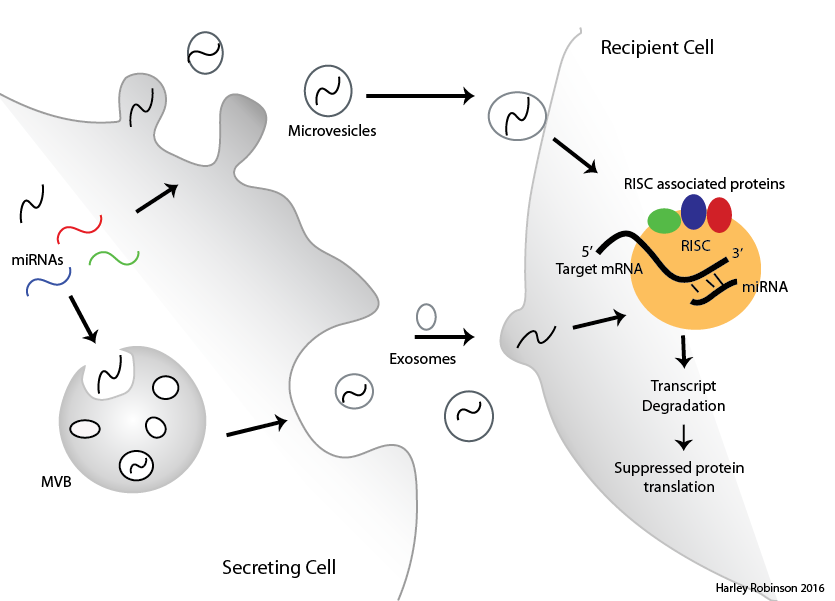 Recipient Cell
Microvesicles
RISC associated proteins
RISC
5’
3’
Target mRNA
miRNA
miRNAs
Exosomes
Transcript
Degradation
MVB
Suppressed protein
translation
Secreting Cell
Harley Robinson 2016